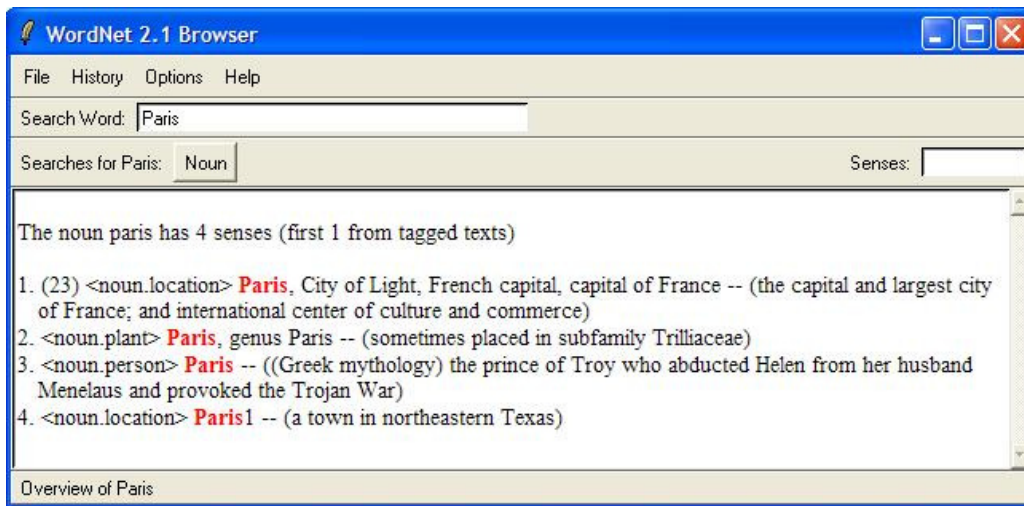 WordNet 2.1 Browser
File History Options Help
Search Word: Paris
Searches for Paris: Noun Senses:
The noun paris has 4 senses (first 1 from tagged texts)
1. (23) <noun.location> Paris, City of Light, French capital, capital of France -- (the capital and largest city
of France; and international center of culture and commerce)
2. <noun.plant> Paris, genus Paris -- (sometimes placed in subfamily Trilliaceae)
3. <noun.person> Paris -- ((Greek mythology) the prince of Troy who abducted Helen from her husband
Menelaus and provoked the Trojan War)
4. <noun.location> Paris1 -- (a town in northeastern Texas)
Overview of Paris